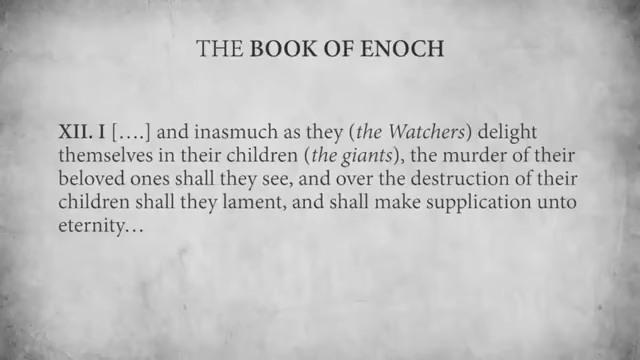 THE BOOK OF ENOCH
XII. I [….] and inasmuch as they (the Watchers) delight
themselves in their children (the giants), the murder of their
beloved ones shall they see, and over the destruction of their
children shall they lament, and shall make supplication unto
eternity…